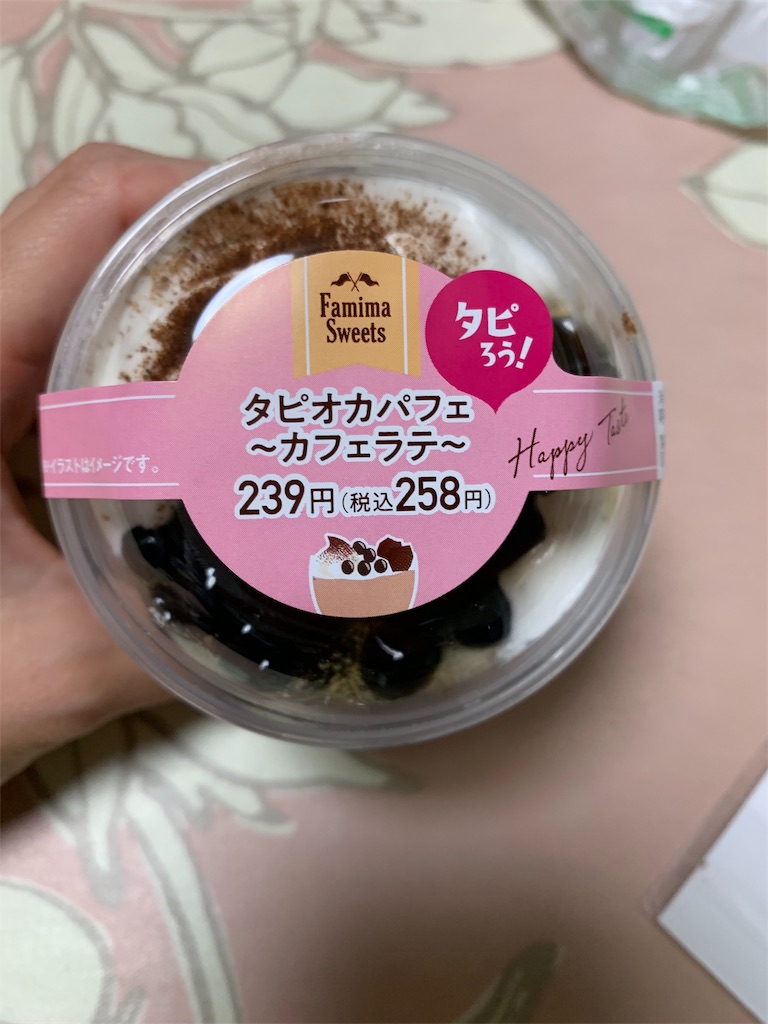 Famima
Sweets
タピ
ろう!
タピオカパフェ
～カフェラテ～
Happy Taste
239円(税込258円)
イラストはイメージです。